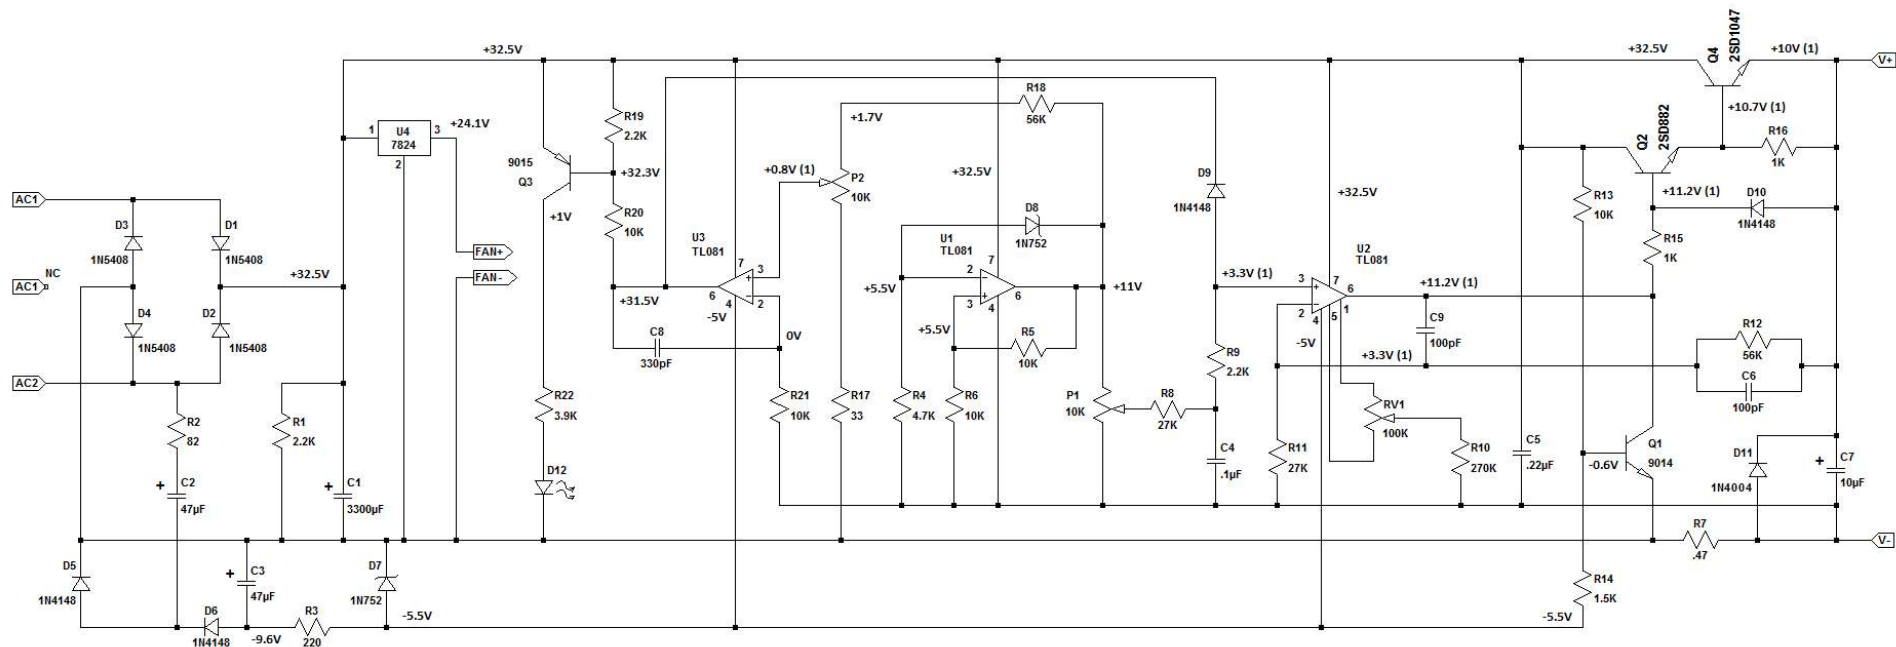 +32.5V
+32.5V
Q4
2SD1047
+10V (1)
V+
R18
56K
+10.7V (1)
1
U4
7824
3
+24.1V
2
R19
2.2K
+1.7V
Q2
2SD882
R16
1K
9015
Q3
+32.3V
+0.8V (1)
P2
10K
+32.5V
D9
1N4148
+32.5V
R13
10K
+11.2V (1)
D10
1N4148
AC1
D3
1N5408
D1
1N5408
+1V
R20
10K
D8
1N752
U3
TL081
U1
TL081
U2
TL081
R15
1K
FAN+
FAN-
NC
AC1
+32.5V
7
3
6
4
2
+31.5V
-5V
+5.5V
7
2
3
6
4
+11V
+3.3V (1)
3
7
6
2
4
5
1
-5V
+11.2V (1)
D4
1N5408
D2
1N5408
C8
330pF
0V
+5.5V
R5
10K
C9
100pF
+3.3V (1)
R12
56K
C6
100pF
AC2
R9
2.2K
R2
82
R1
2.2K
R22
3.9K
R21
10K
R17
33
R4
4.7K
R6
10K
P1
10K
R8
27K
RV1
100K
R11
27K
R10
270K
C4
.1µF
C5
.22µF
Q1
9014
-0.6V
D11
1N4004
+
C7
10µF
+
C2
47µF
+
C1
3300µF
D12
R7
.47
V-
D5
1N4148
+
C3
47µF
D7
1N752
R14
1.5K
D6
1N4148
-9.6V
R3
220
-5.5V
-5.5V